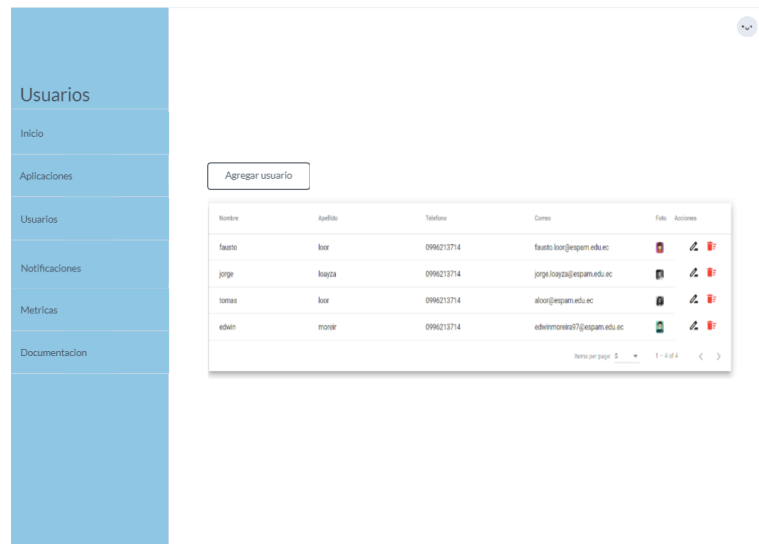 Usuarios
Inicio
Aplicaciones
Usuarios
Notificaciones
Metricas
Documentacion
Agregar usuario
Nombre Apellido Telefono Correo Foto Acciones
fausto loor 0996213714 fausto.loor@espam.edu.ec
jorge loayza 0996213714 jorge.loayza@espam.edu.ec
tomas loor 0996213714 aloor@espam.edu.ec
edwin moreir 0996213714 edwinmoreira97@espam.edu.ec
Items per page: 5 1 – 4 of 4